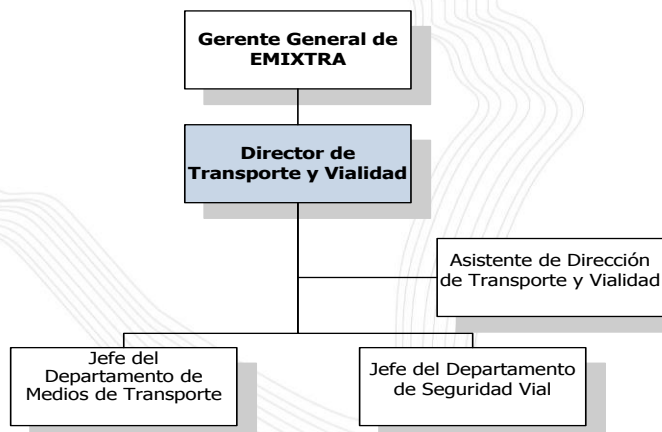 Gerente General de
EMIXTRA
Director de
Transporte y Vialidad
Asistente de Dirección
de Transporte y Vialidad
Jefe del
Departamento de
Medios de Transporte
Jefe del Departamento
de Seguridad Vial